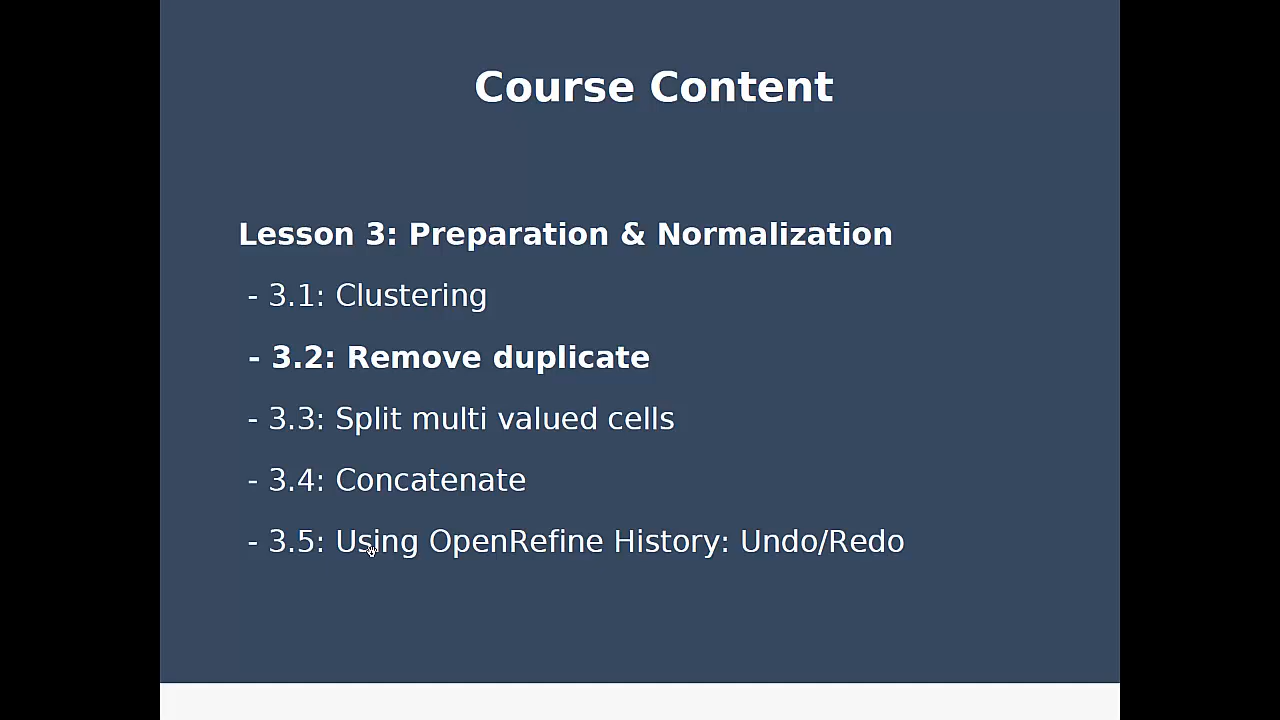 Course Content
Lesson 3: Preparation & Normalization
- 3.1: Clustering
- 3.2: Remove duplicate
- 3.3: Split multi valued cells
- 3.4: Concatenate
- 3.5: Using OpenRefine History: Undo/Redo